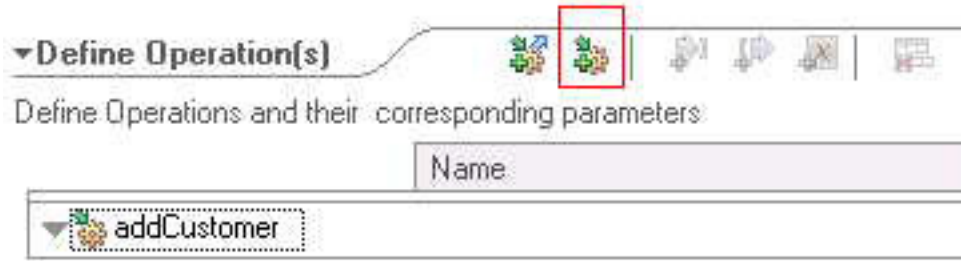 Define Operation(s)
Define Operations and their corresponding parameters
Name
addCustomer